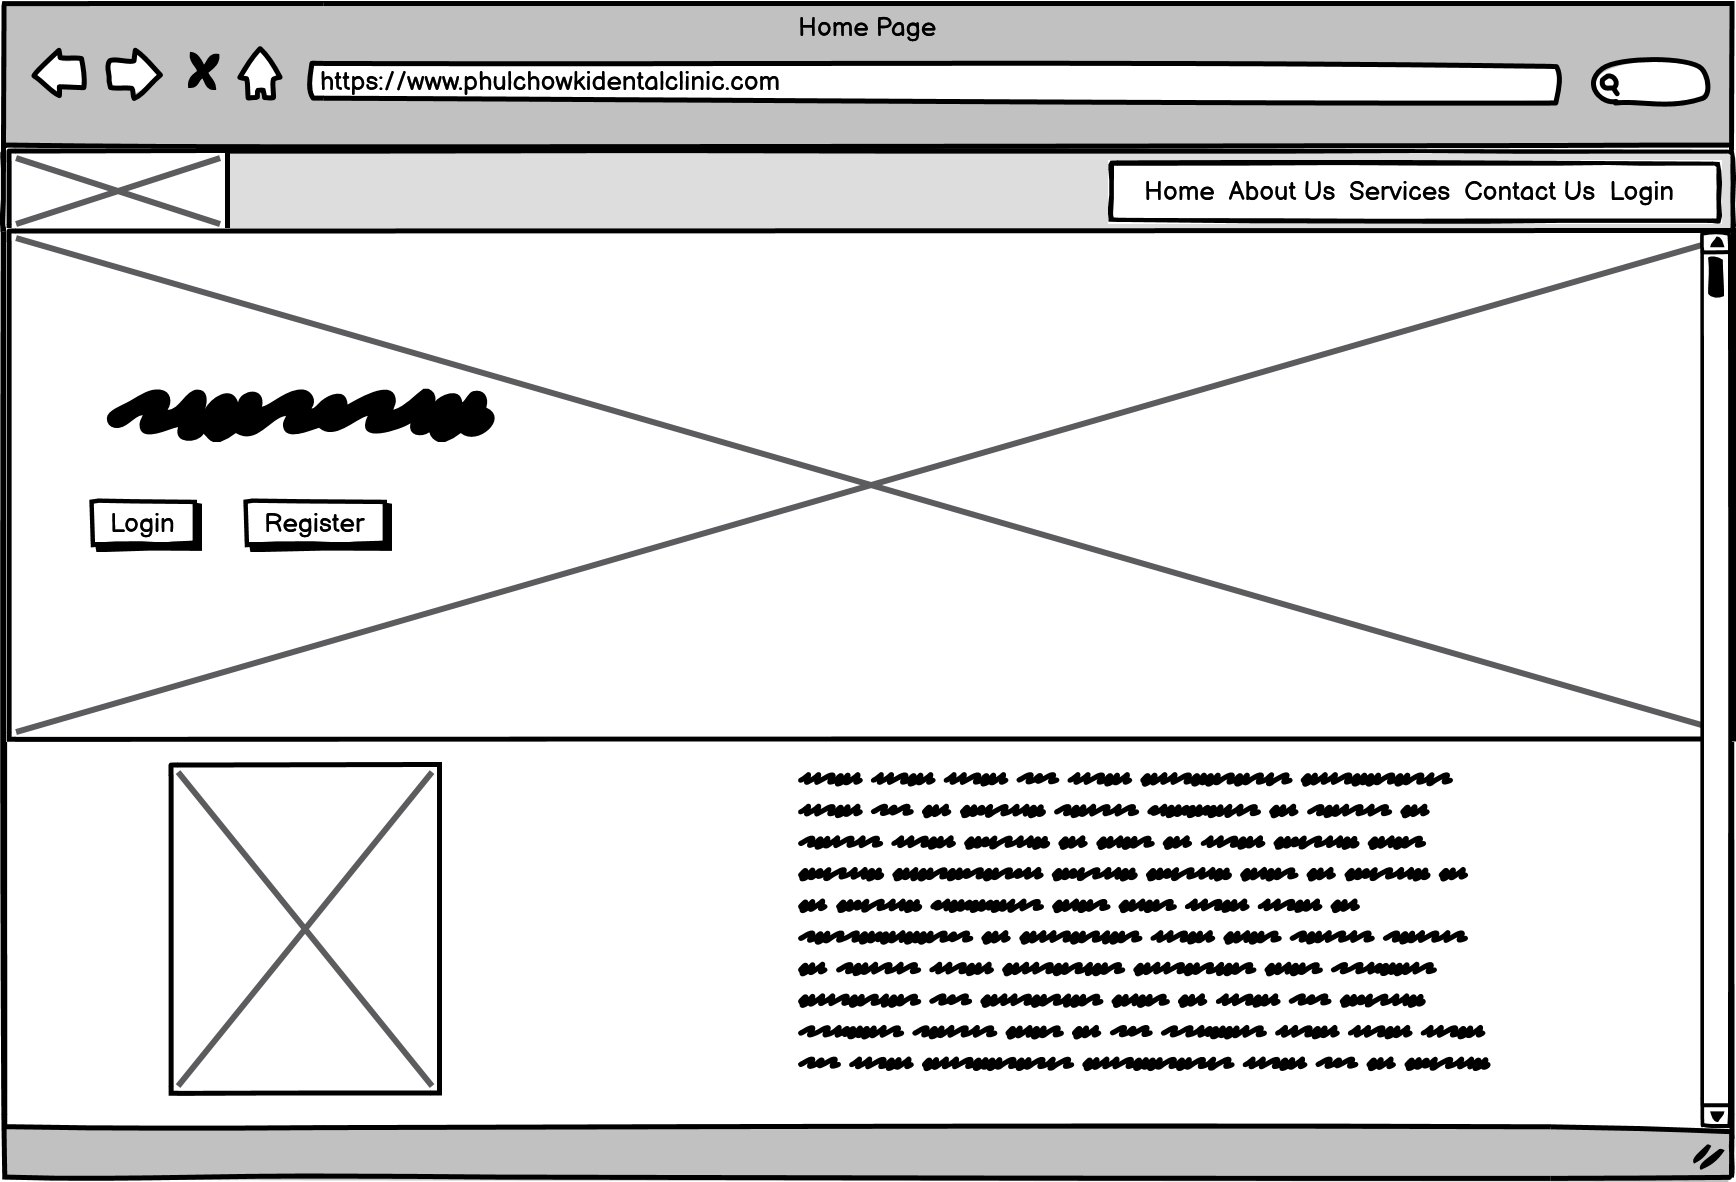 Home Page
https://www.phulchowkidentalclinic.com
Home About Us Services Contact Us Login
Login Register